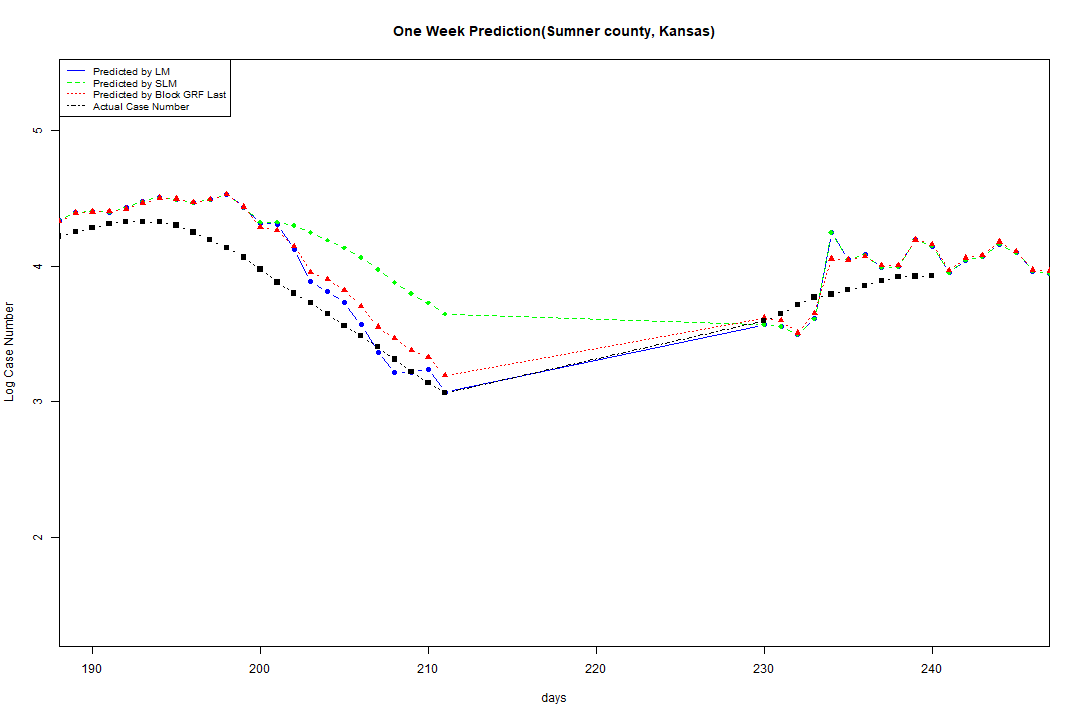 One Week Prediction(Sumner county, Kansas)
Predicted by LM
Predicted by SLM
Predicted by Block GRF Last
Actual Case Number
5
4
3
2
Log Case Number
190 200 210 220 230 240
days